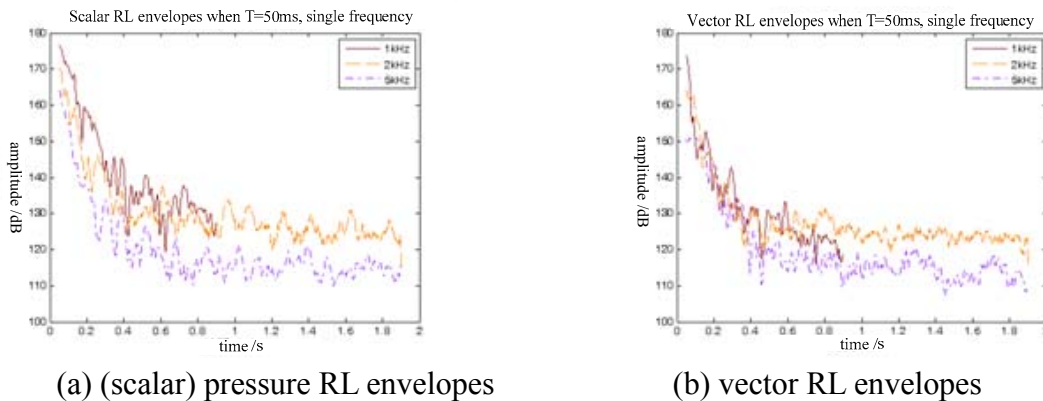 Scalar RL envelopes when T=50ms, single frequency
180
170
160
150
140
130
120
110
100
amplitude /dB
1kHz
2kHz
5kHz
0 0.2 0.4 0.6 0.8 1 1.2 1.4 1.6 1.8 2
time /s
(a) (scalar) pressure RL envelopes
Vector RL envelopes when T=50ms, single frequency
180
170
160
150
140
130
120
110
100
amplitude /dB
1kHz
2kHz
5kHz
0 0.2 0.4 0.6 0.8 1 1.2 1.4 1.6 1.8
time /s
(b) vector RL envelopes